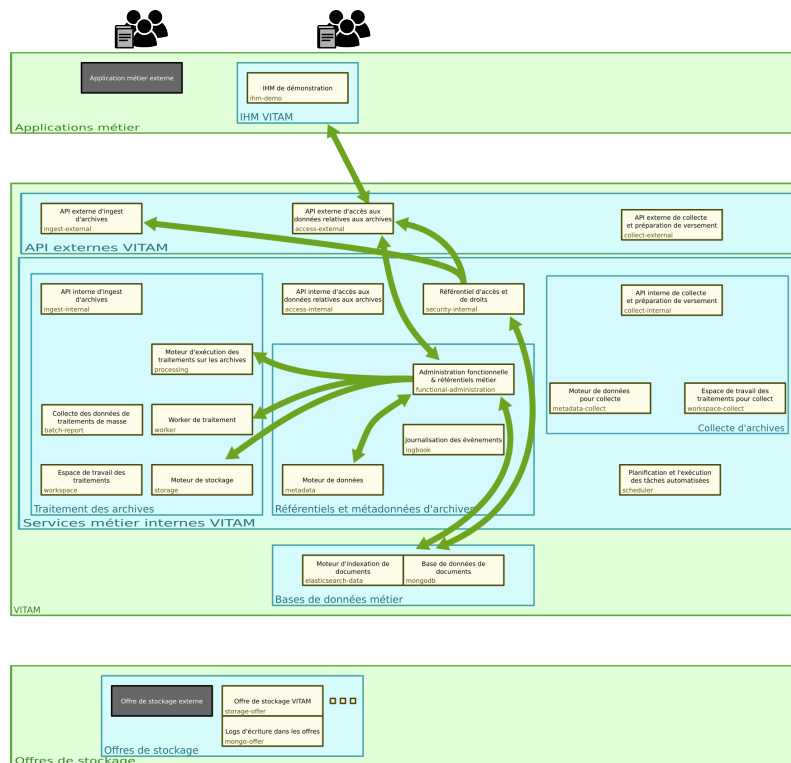 Application métier externe
IHM de démonstration
ihm-demo
IHM VITAM
Applications métier
API externe d'ingest
d'archives
ingest-external
API externe d'accès aux
données relatives aux archives
access-external
API externe de collecte
et préparation de versement
collect-external
API externes VITAM
API interne d'ingest
d'archives
ingest-internal
API interne d'accès aux
données relatives aux archives
access-internal
Référentiel d'accès et
de droits
security-internal
API interne de collecte
et préparation de versement
collect-internal
Moteur d'exécution des
traitements sur les archives
processing
Administration fonctionnelle
& référentiels métier
functional-administration
Moteur de données
pour collecte
metadata-collect
Espace de travail des
traitements pour collect
workspace-collect
Collecte d'archives
Collecte des données de
traitements de masse
batch-report
Worker de traitement
worker
Journalisation des évènements
logbook
Espace de travail des
traitements
workspace
Moteur de stockage
storage
Moteur de données
metadata
Planification et l'exécution
des tâches automatisées
scheduler
Traitement des archives
Référentiels et métadonnées d'archives
Services métier internes VITAM
Moteur d'indexation de
documents
elasticsearch-data
Base de données de
documents
mongodb
Bases de données métier
VITAM
Offre de stockage externe
Offre de stockage VITAM
storage-offer
Logs d'écriture dans les offres
mongo-offer
Offres de stockage
Offres de stockage